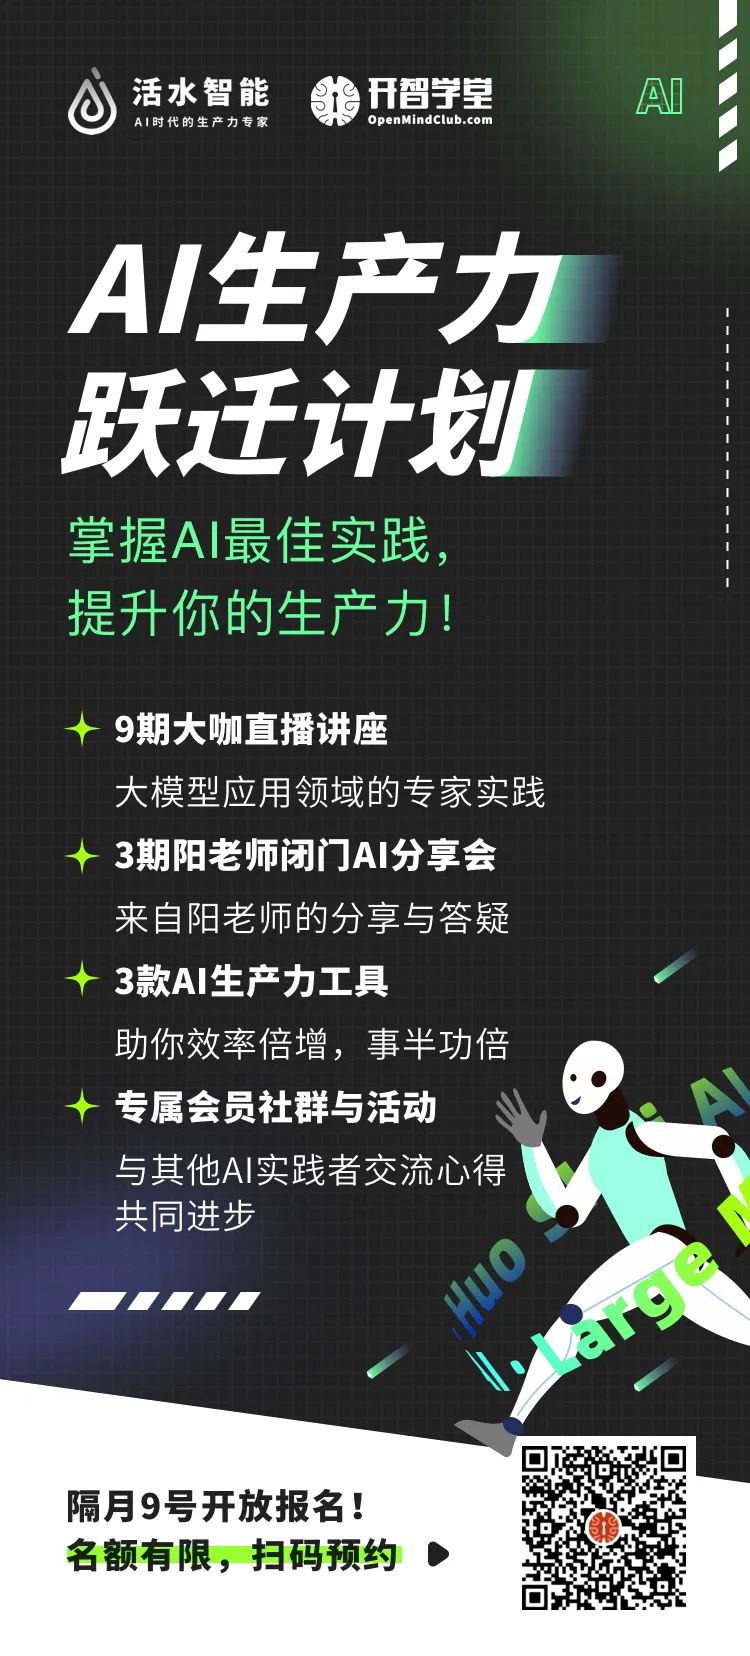 活水智能
AI时代的生产力专家
开智学堂
OpenMindClub.com
AI
AI生产力
跃迁计划
掌握AI最佳实践，
提升你的生产力！
9期大咖直播讲座
大模型应用领域的专家实践
3期阳老师闭门AI分享会
来自阳老师的分享与答疑
3款AI生产力工具
助你效率倍增，事半功倍
专属会员社群与活动
与其他AI实践者交流心得
共同进步
Huo
AI
Large
隔月9号开放报名！
名额有限，扫码预约